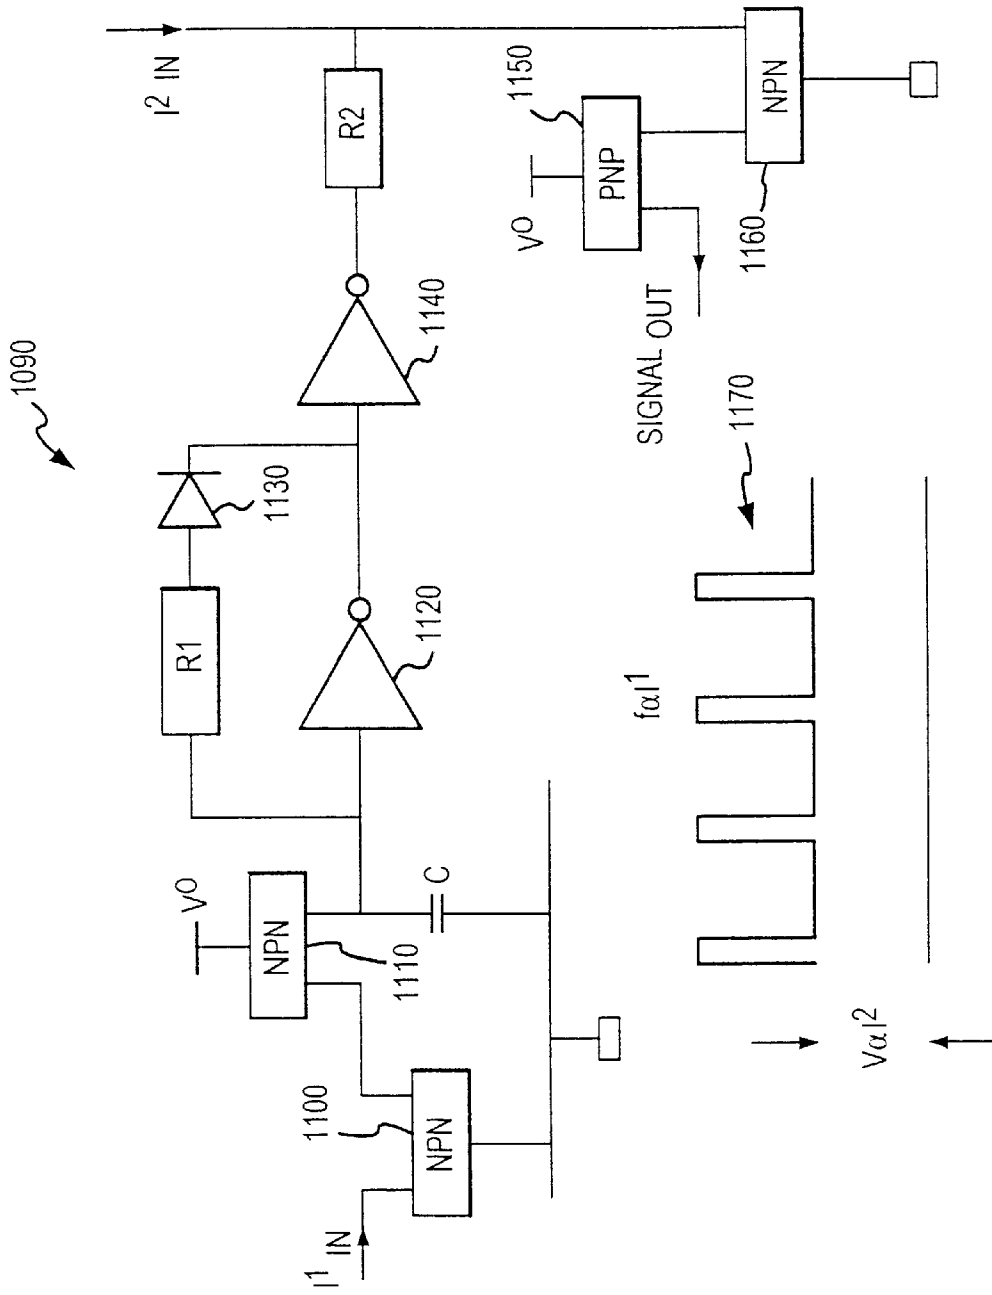 1090
I¹ IN
1100
NPN
V⁰
NPN
1110
C
R1
1130
1120
1140
R2
I² IN
V⁰
PNP
1150
NPN
1160
SIGNAL OUT
1170
fαI¹
VαI²